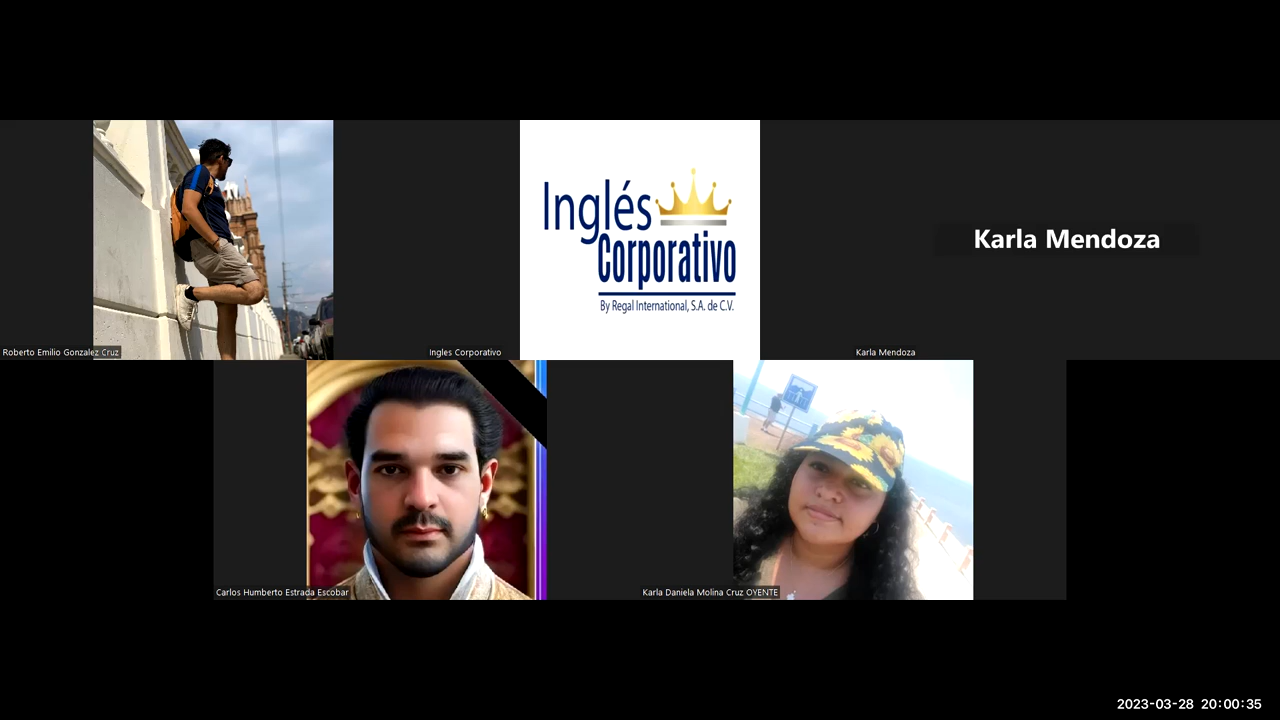 Inglés
Corporativo
By Regal International, S.A. de C.V.
Karla Mendoza
Roberto Emilio Gonzalez Cruz
Ingles Corporativo
Karla Mendoza
Carlos Humberto Estrada Escobar
Karla Daniela Molina Cruz OYENTE
2023-03-28 20:00:35